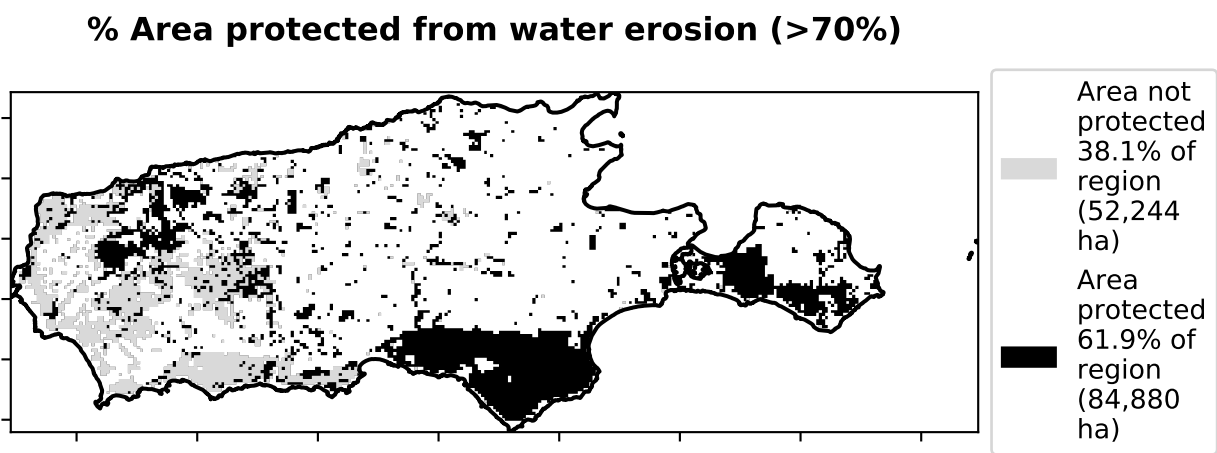 % Area protected from water erosion (>70%)
Area not
protected
38.1% of
region
(52,244
ha)
Area
protected
61.9% of
region
(84,880
ha)